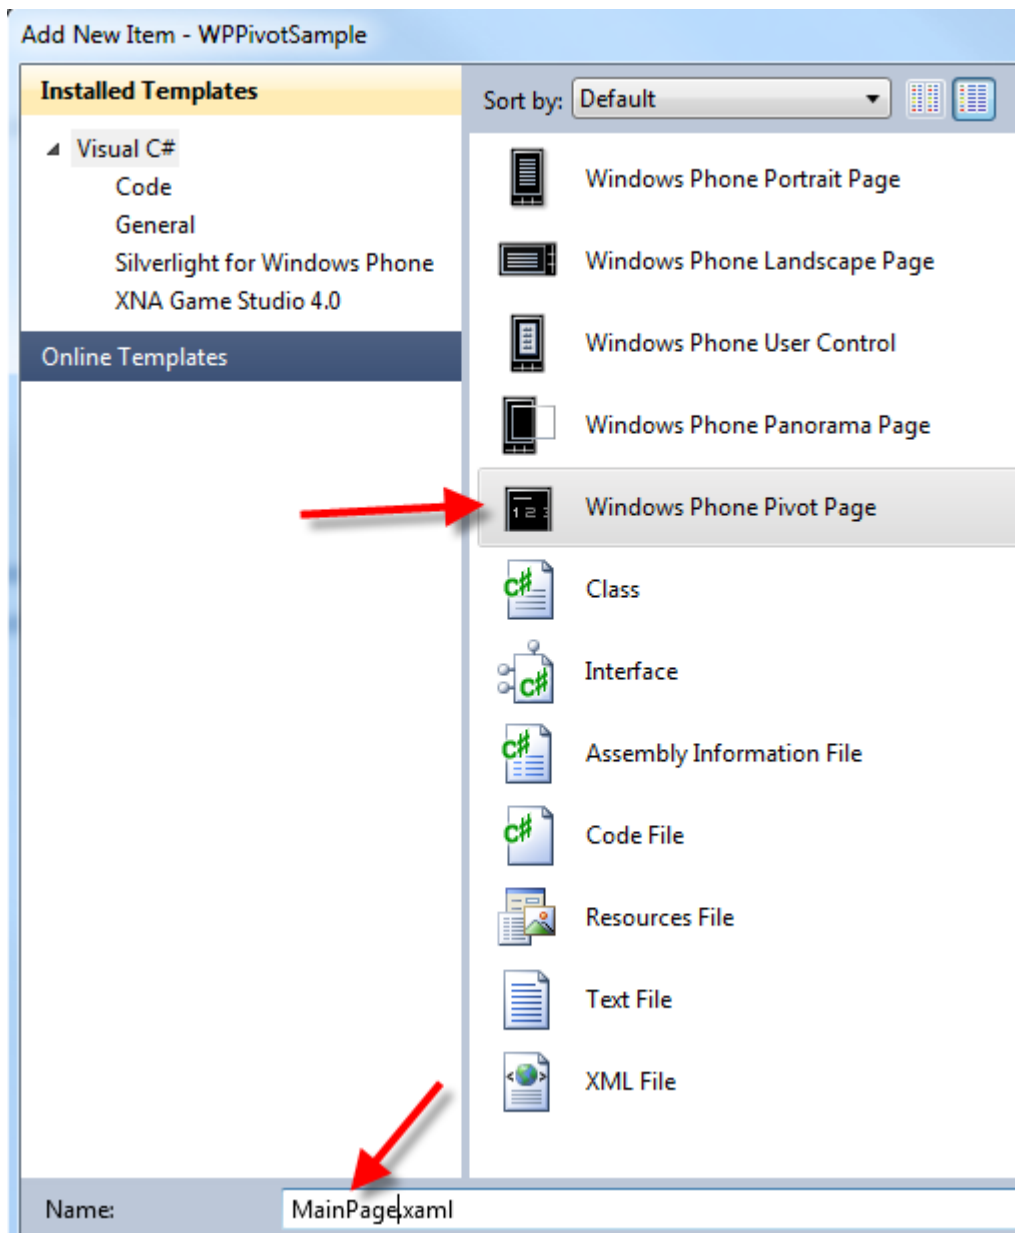 Add New Item - WPPivotSample
Installed Templates
Visual C#
Code
General
Silverlight for Windows Phone
XNA Game Studio 4.0
Online Templates
Sort by: Default
Windows Phone Portrait Page
Windows Phone Landscape Page
Windows Phone User Control
Windows Phone Panorama Page
1 2 3
Windows Phone Pivot Page
C#
Class
C#
Interface
C#
Assembly Information File
C#
Code File
Resources File
Text File
XML File
Name: MainPage.xaml